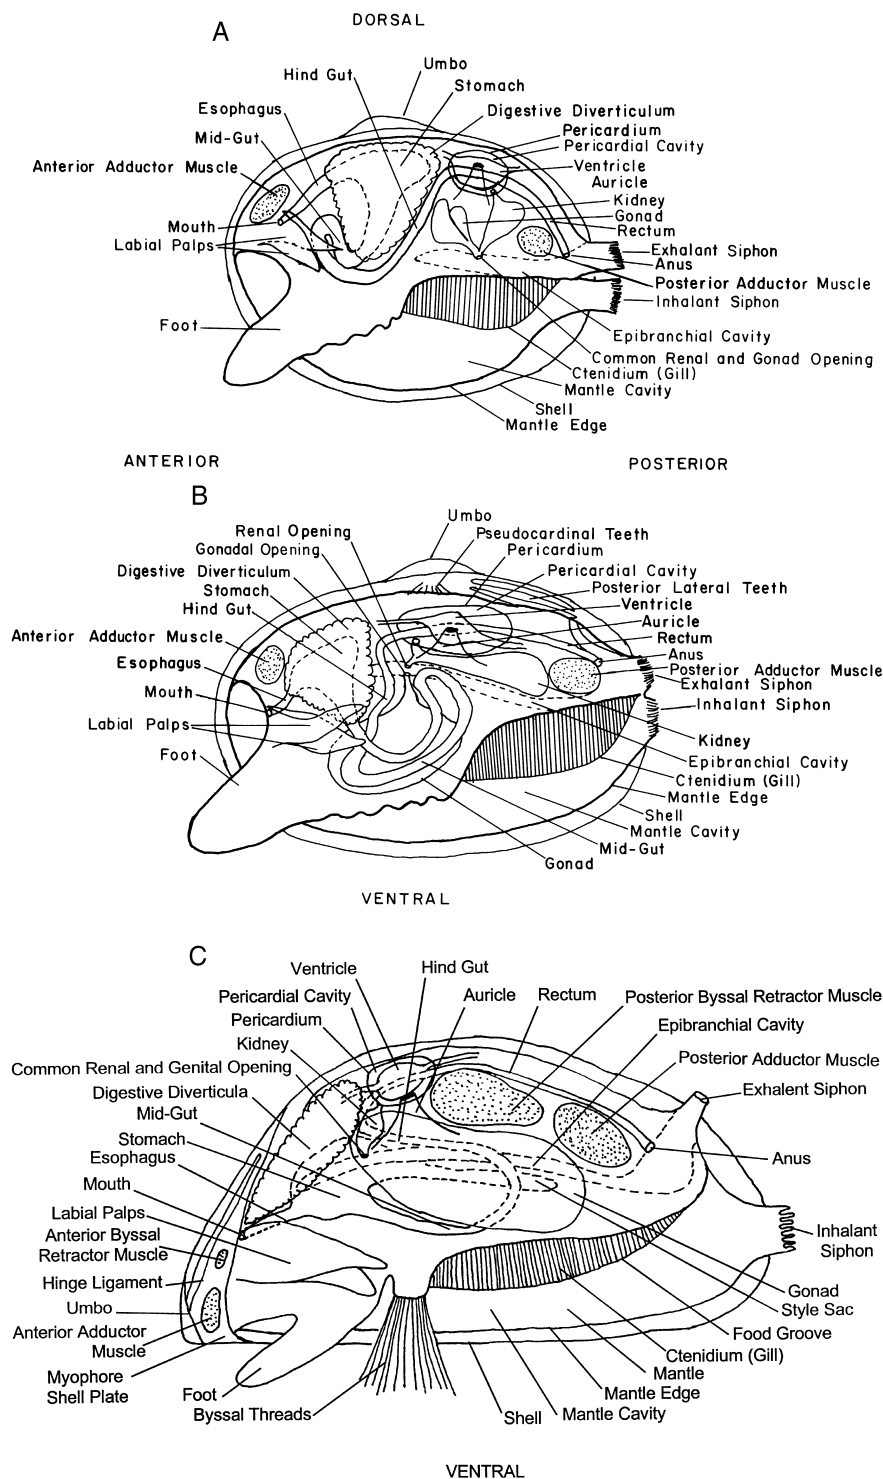 DORSAL
A
Umbo
Hind Gut
Stomach
Esophagus
Digestive Diverticulum
Mid-Gut
Pericardium
Pericardial Cavity
Anterior Adductor Muscle
Ventricle
Auricle
Kidney
Gonad
Mouth
Rectum
Labial Palps
Exhalant Siphon
Anus
Posterior Adductor Muscle
Inhalant Siphon
Foot
Epibranchial Cavity
Common Renal and Gonad Opening
Ctenidium (Gill)
Mantle Cavity
Shell
Mantle Edge
ANTERIOR
POSTERIOR
B
Umbo
Renal Opening
Pseudocardinal Teeth
Gonadal Opening
Pericardium
Digestive Diverticulum
Pericardial Cavity
Stomach
Posterior Lateral Teeth
Hind Gut
Ventricle
Auricle
Anterior Adductor Muscle
Rectum
Anus
Esophagus
Posterior Adductor Muscle
Exhalant Siphon
Mouth
Inhalant Siphon
Labial Palps
Kidney
Foot
Epibranchial Cavity
Ctenidium (Gill)
Mantle Edge
Shell
Mantle Cavity
Mid-Gut
Gonad
VENTRAL
C
Ventricle
Hind Gut
Pericardial Cavity
Auricle
Rectum
Posterior Byssal Retractor Muscle
Pericardium
Epibranchial Cavity
Kidney
Common Renal and Genital Opening
Posterior Adductor Muscle
Digestive Diverticula
Exhalent Siphon
Mid-Gut
Stomach
Esophagus
Anus
Mouth
Labial Palps
Anterior Byssal
Retractor Muscle
Inhalant
Siphon
Hinge Ligament
Gonad
Umbo
Style Sac
Anterior Adductor
Muscle
Food Groove
Ctenidium (Gill)
Myophore
Shell Plate
Mantle
Foot
Mantle Edge
Byssal Threads
Shell
Mantle Cavity
VENTRAL